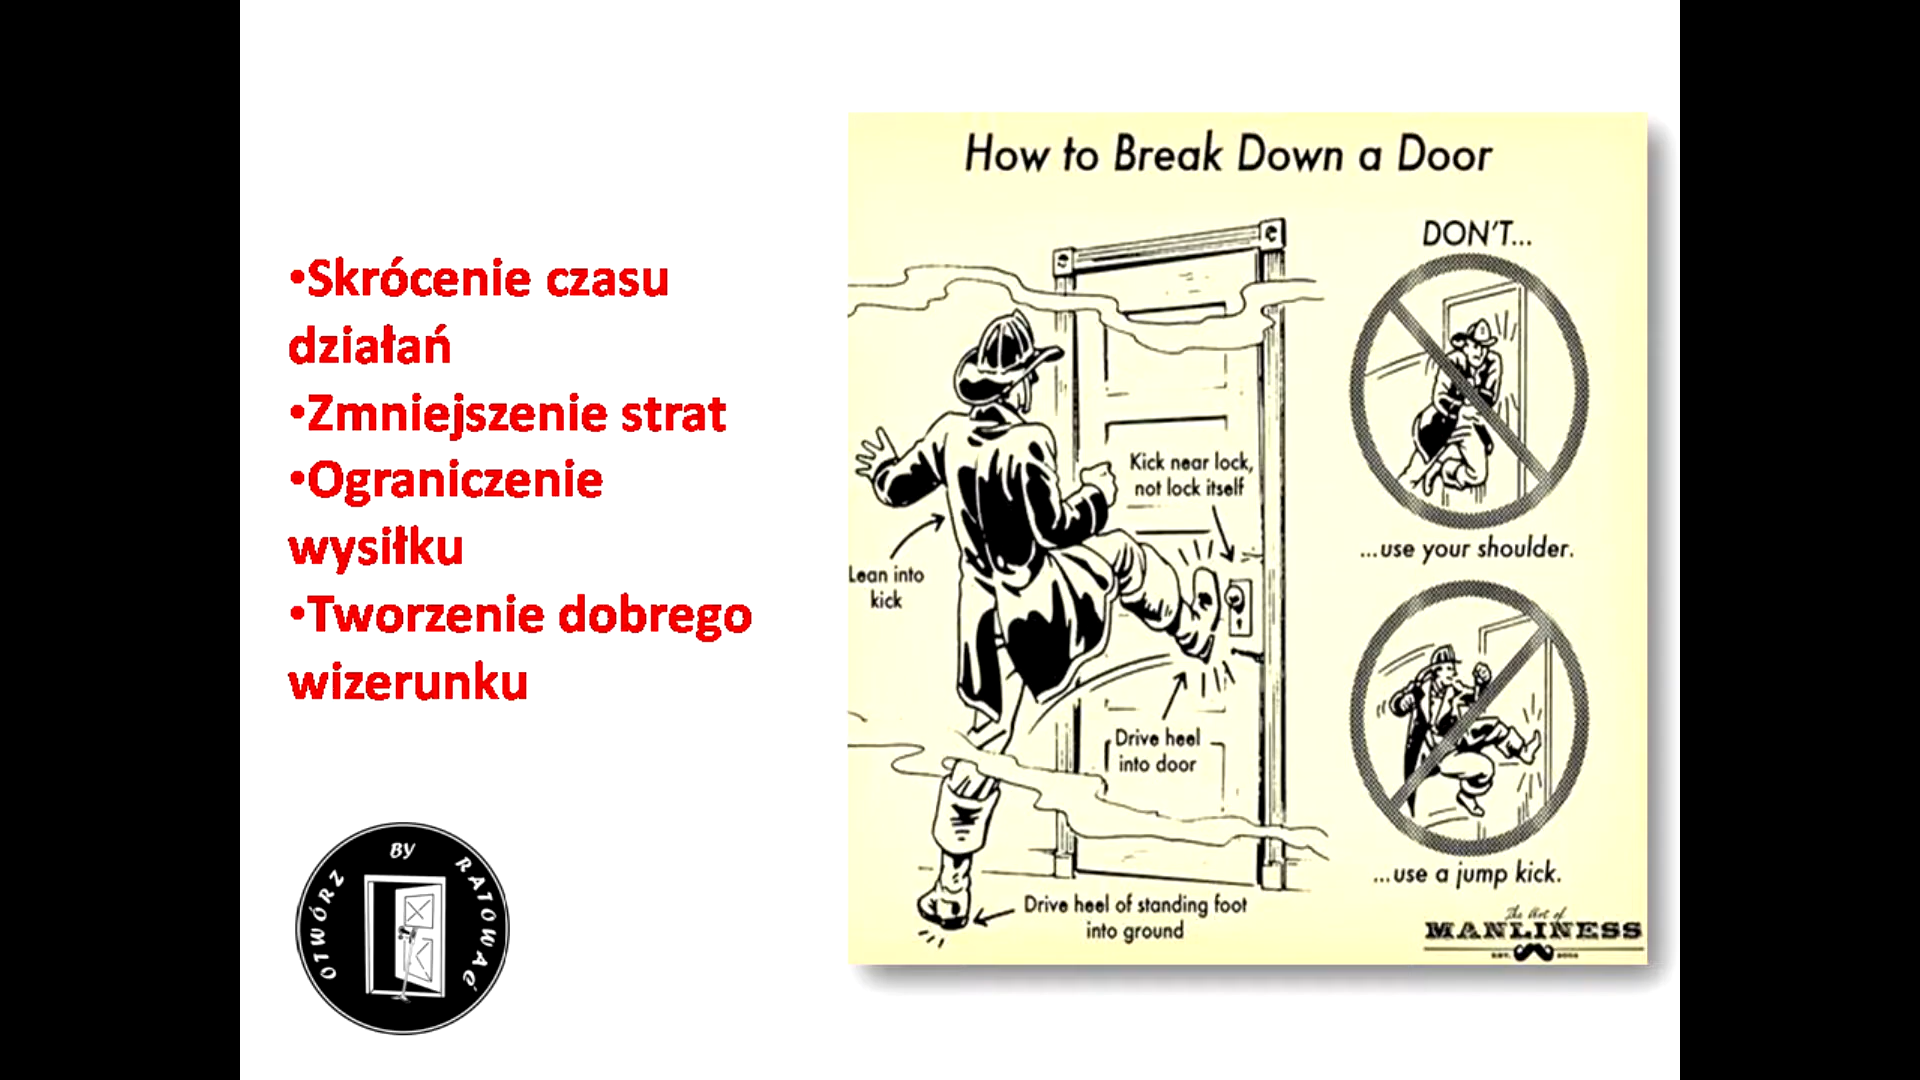 •Skrócenie czasu
działań
•Zmniejszenie strat
•Ograniczenie
wysiłku
•Tworzenie dobrego
wizerunku
OTWÓRZ BY RATOWAĆ
How to Break Down a Door
DON'T...
Kick near lock,
not lock itself
...use your shoulder.
Lean into
kick
Drive heel
into door
...use a jump kick.
Drive heel of standing foot
into ground
The Art of
MANLINESS